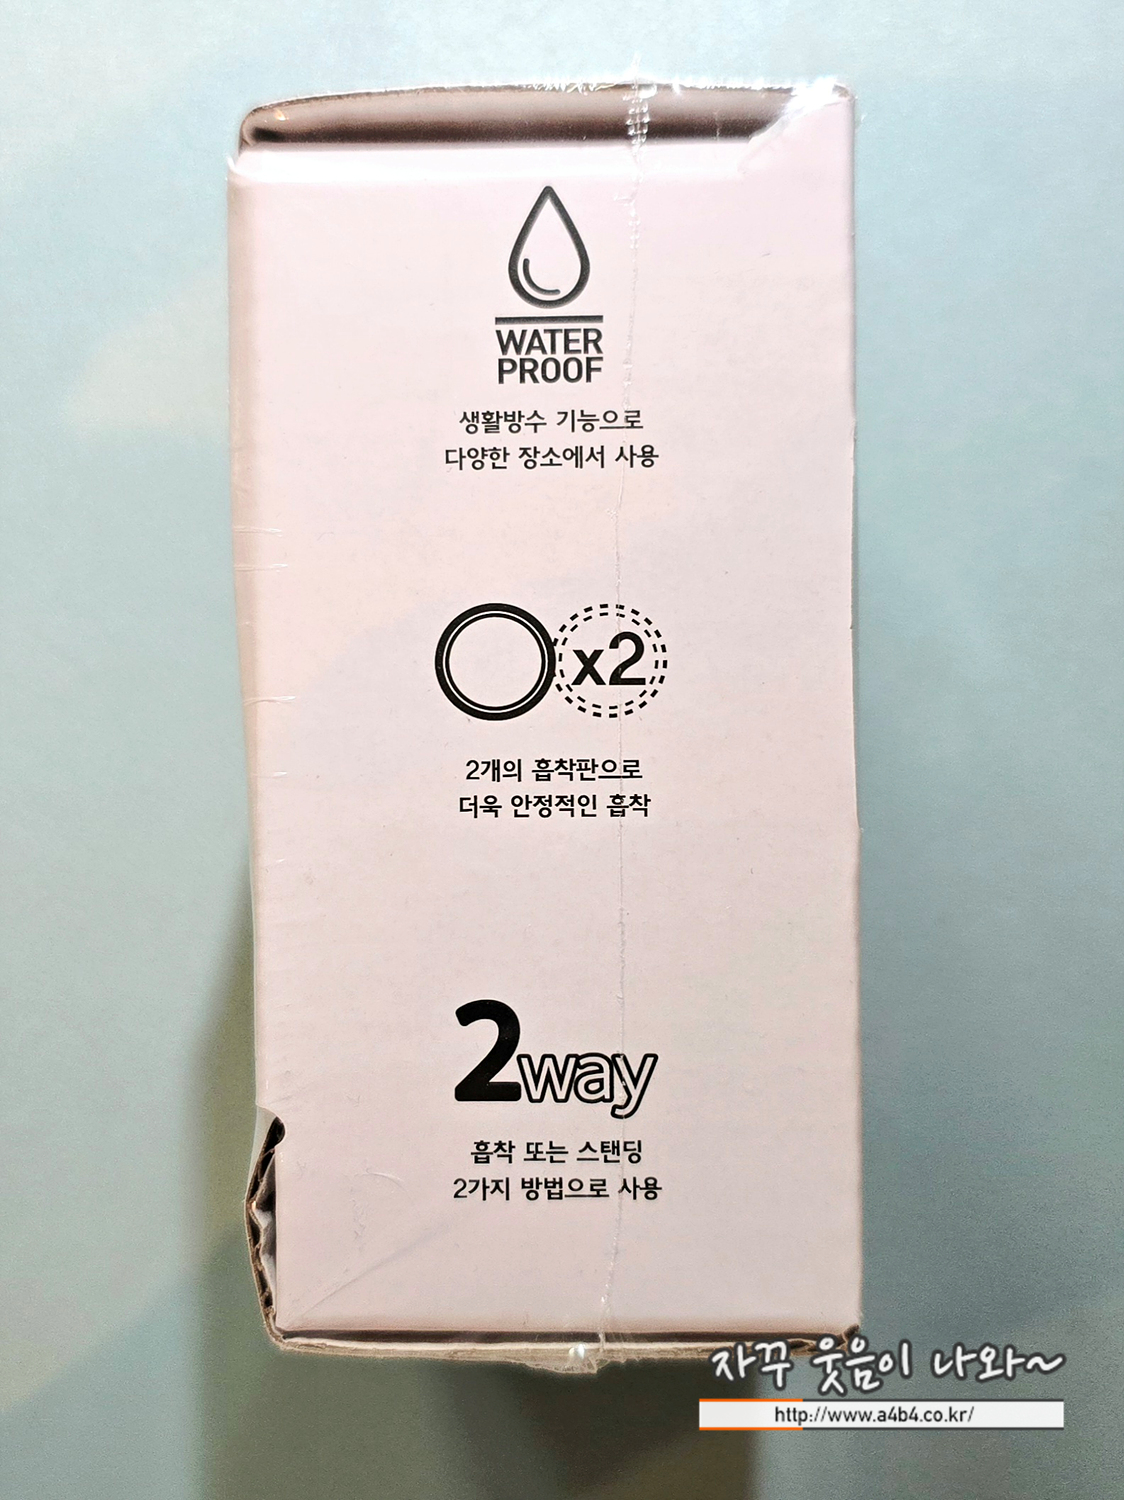 WATER
PROOF
생활방수 기능으로
다양한 장소에서 사용
x2
2개의 흡착판으로
더욱 안정적인 흡착
2way
흡착 또는 스탠딩
2가지 방법으로 사용
자꾸 웃음이 나와~
http://www.a4b4.co.kr/